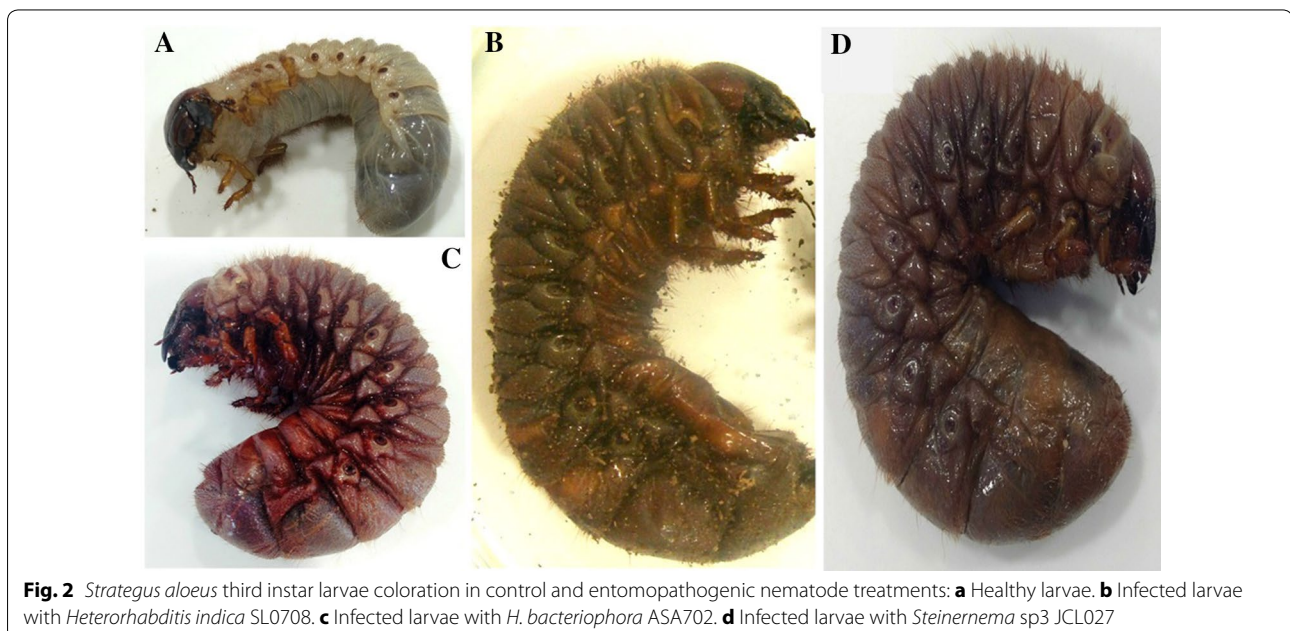 A
B
D
C
Fig. 2 Strategus aloeus third instar larvae coloration in control and entomopathogenic nematode treatments: a Healthy larvae. b Infected larvae
with Heterorhabditis indica SL0708. c Infected larvae with H. bacteriophora ASA702. d Infected larvae with Steinernema sp3 JCL027